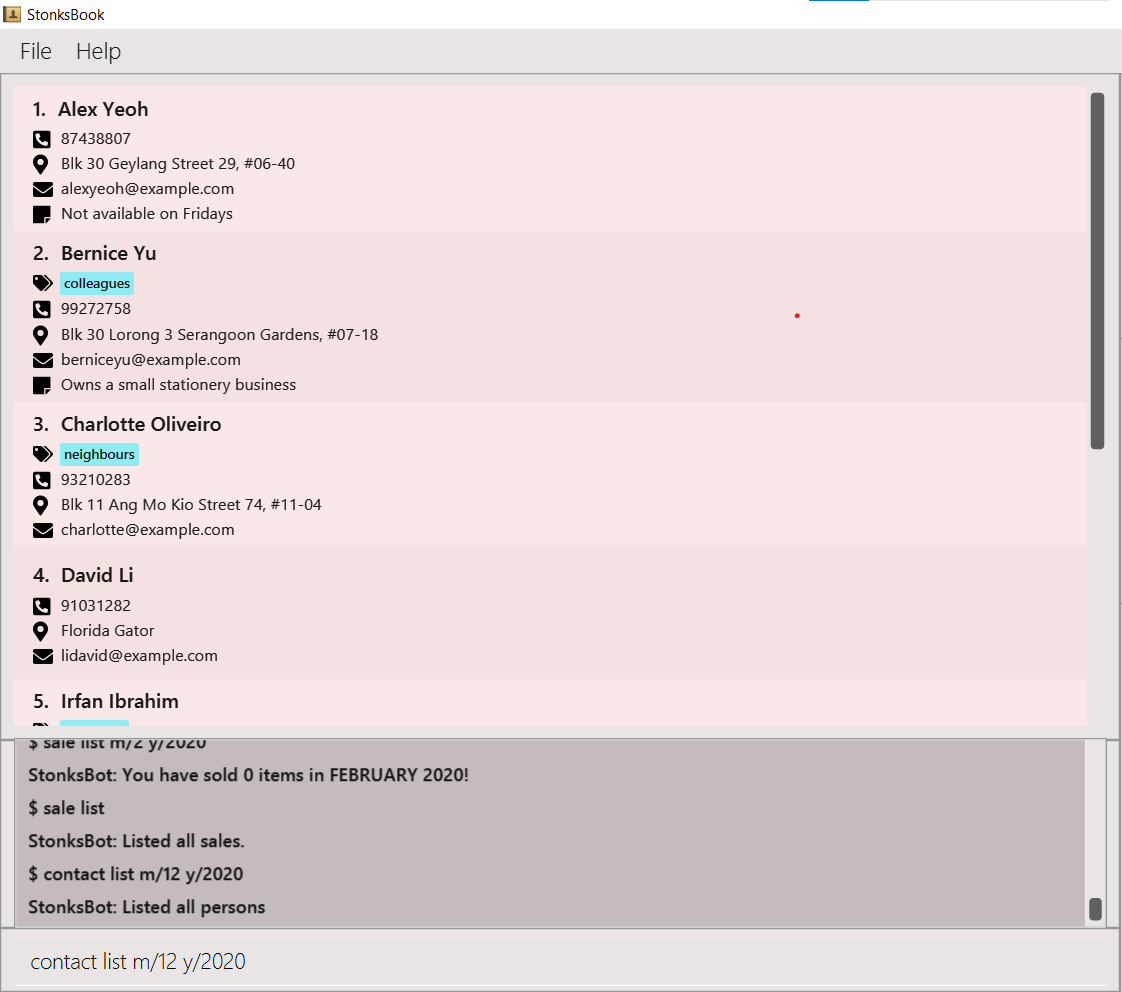 StonksBook
File Help
1. Alex Yeoh
87438807
Blk 30 Geylang Street 29, #06-40
alexyeoh@example.com
Not available on Fridays
2. Bernice Yu
colleagues
99272758
Blk 30 Lorong 3 Serangoon Gardens, #07-18
berniceyu@example.com
Owns a small stationery business
3. Charlotte Oliveiro
neighbours
93210283
Blk 11 Ang Mo Kio Street 74, #11-04
charlotte@example.com
4. David Li
91031282
Florida Gator
lidavid@example.com
5. Irfan Ibrahim
$ sale list m/2 y/2020
StonksBot: You have sold 0 items in FEBRUARY 2020!
$ sale list
StonksBot: Listed all sales.
$ contact list m/12 y/2020
StonksBot: Listed all persons
contact list m/12 y/2020